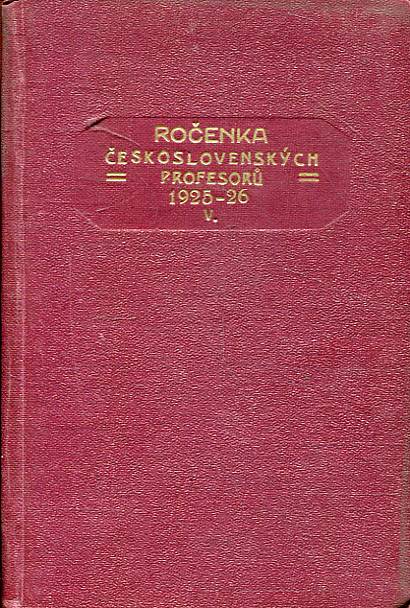 ROČENKA
ČESKOSLOVENSKÝCH
PROFESORŮ
1925-26
V.